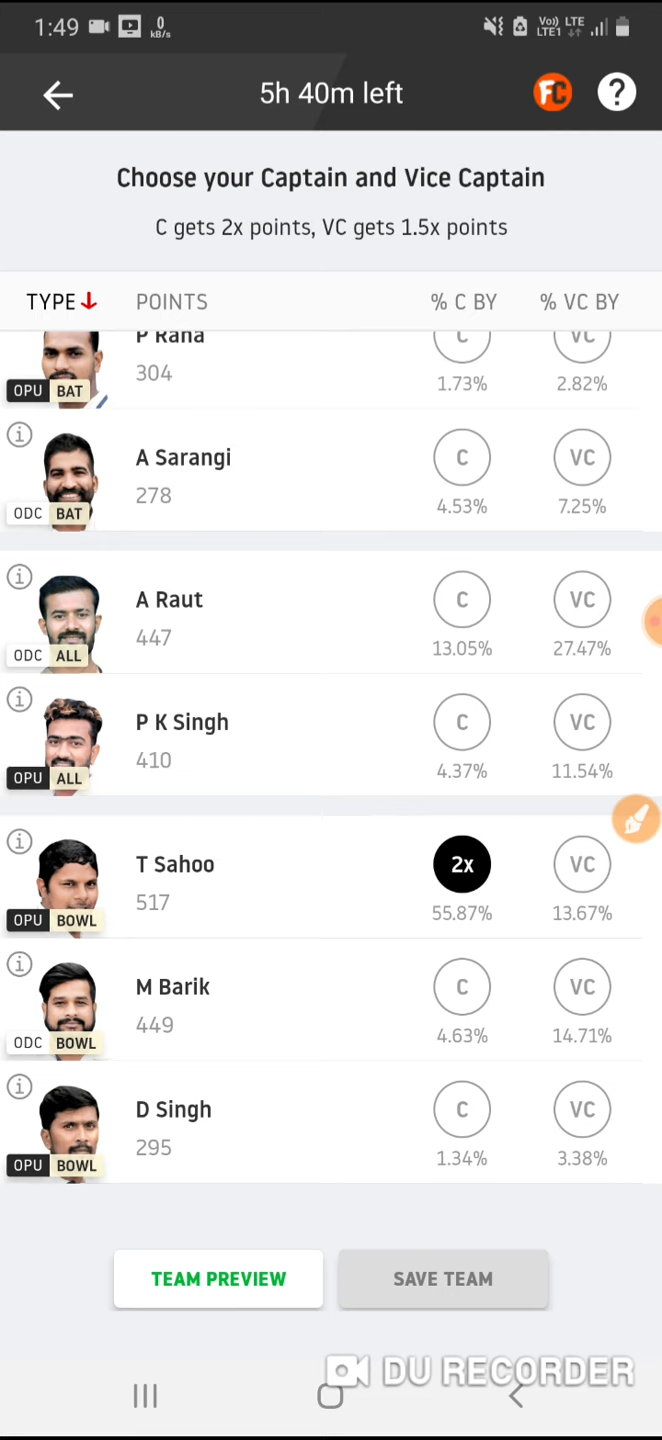 1:49 0 kB/s Vo)) LTE LTE1
5h 40m left FC ?
Choose your Captain and Vice Captain
C gets 2x points, VC gets 1.5x points
TYPE POINTS % C BY % VC BY
P Rana C VC
304 1.73% 2.82%
OPU BAT
A Sarangi C VC
278 4.53% 7.25%
ODC BAT
A Raut C VC
447 13.05% 27.47%
ODC ALL
P K Singh C VC
410 4.37% 11.54%
OPU ALL
T Sahoo 2x VC
517 55.87% 13.67%
OPU BOWL
M Barik C VC
449 4.63% 14.71%
ODC BOWL
D Singh C VC
295 1.34% 3.38%
OPU BOWL
TEAM PREVIEW SAVE TEAM
DU RECORDER